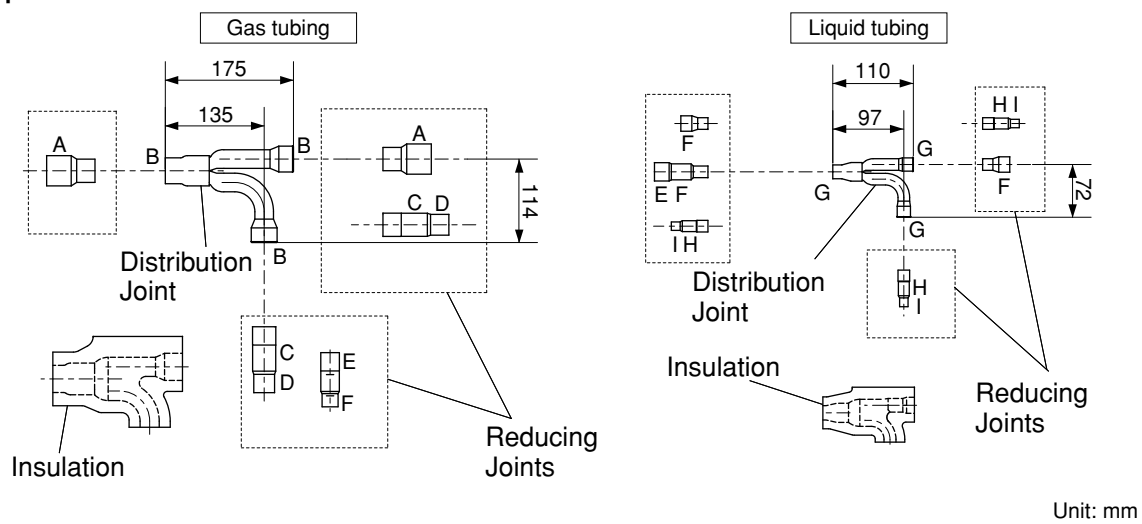 Gas tubing
175
135
A
B
B
A
C D
114
B
Distribution
Joint
C
D
E
F
Insulation
Reducing
Joints
Liquid tubing
110
97
F
E F
I H
G
G
G
H I
F
72
Distribution
Joint
H
I
Insulation
Reducing
Joints
Unit: mm